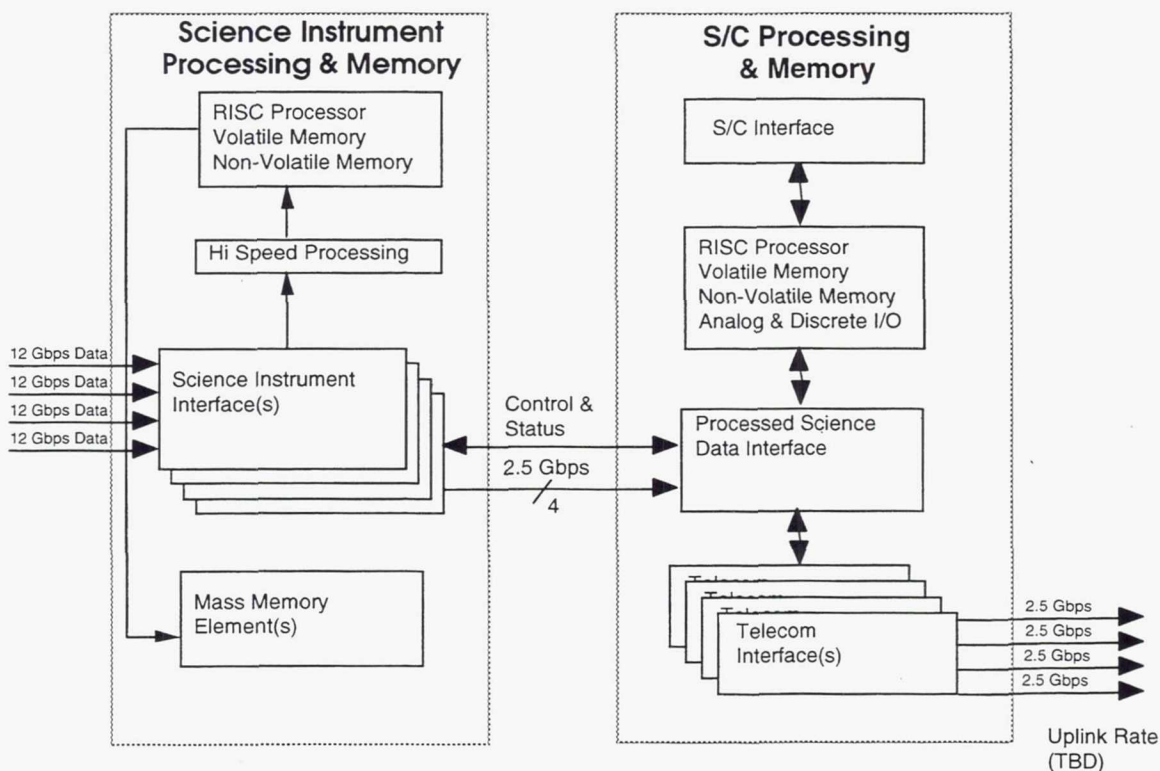 Science Instrument
Processing & Memory
RISC Processor
Volatile Memory
Non-Volatile Memory
Hi Speed Processing
12 Gbps Data
12 Gbps Data
12 Gbps Data
12 Gbps Data
Science Instrument
Interface(s)
Mass Memory
Element(s)
Control &
Status
2.5 Gbps
4
S/C Processing
& Memory
S/C Interface
RISC Processor
Volatile Memory
Non-Volatile Memory
Analog & Discrete I/O
Processed Science
Data Interface
Telecom
Telecom
Telecom
Telecom
Interface(s)
2.5 Gbps
2.5 Gbps
2.5 Gbps
2.5 Gbps
Uplink Rate
(TBD)